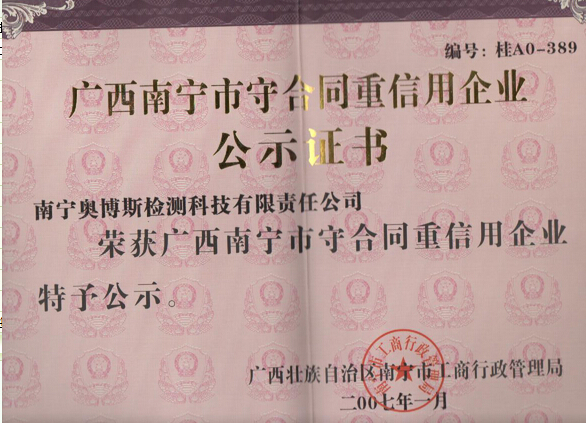 编号：桂A0-389
广西南宁市守合同重信用企业
公示证书
南宁奥博斯检测科技有限责任公司
荣获广西南宁市守合同重信用企业
特予公示。
广西壮族自治区南宁市工商行政管理局
二00七年一月